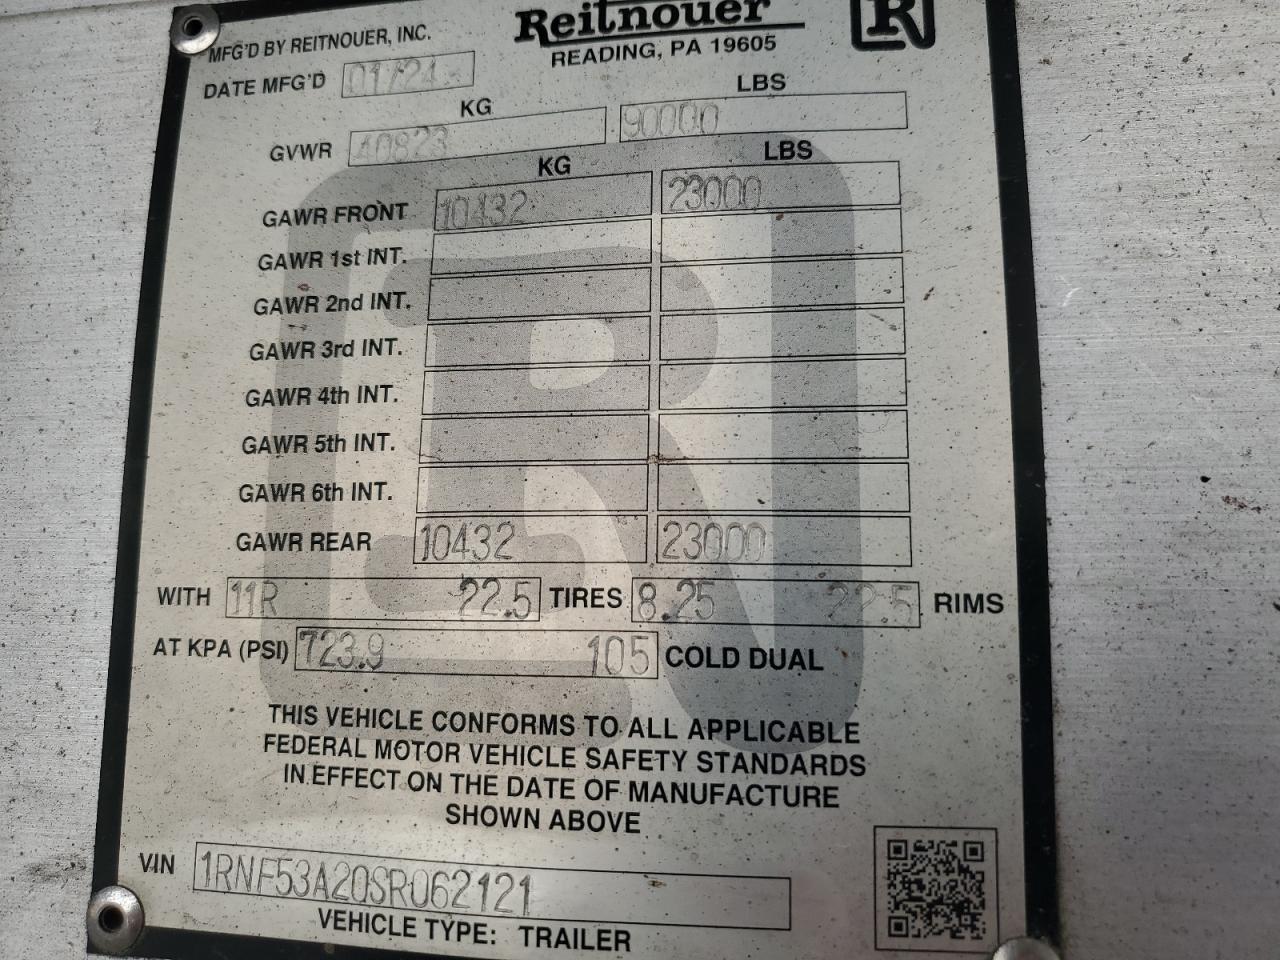 Reitnouer R
MFG'D BY REITNOUER, INC.
READING, PA 19605
DATE MFG'D 01/24
KG LBS
GVWR 40823 90000
KG LBS
GAWR FRONT 10432 23000
GAWR 1st INT.
GAWR 2nd INT.
GAWR 3rd INT.
GAWR 4th INT.
GAWR 5th INT.
GAWR 6th INT.
GAWR REAR 10432 23000
WITH 11R 22.5 TIRES 8.25 22.5 RIMS
AT KPA (PSI) 723.9 105 COLD DUAL
THIS VEHICLE CONFORMS TO ALL APPLICABLE
FEDERAL MOTOR VEHICLE SAFETY STANDARDS
IN EFFECT ON THE DATE OF MANUFACTURE
SHOWN ABOVE
VIN 1RNF53A20SR062121
VEHICLE TYPE: TRAILER